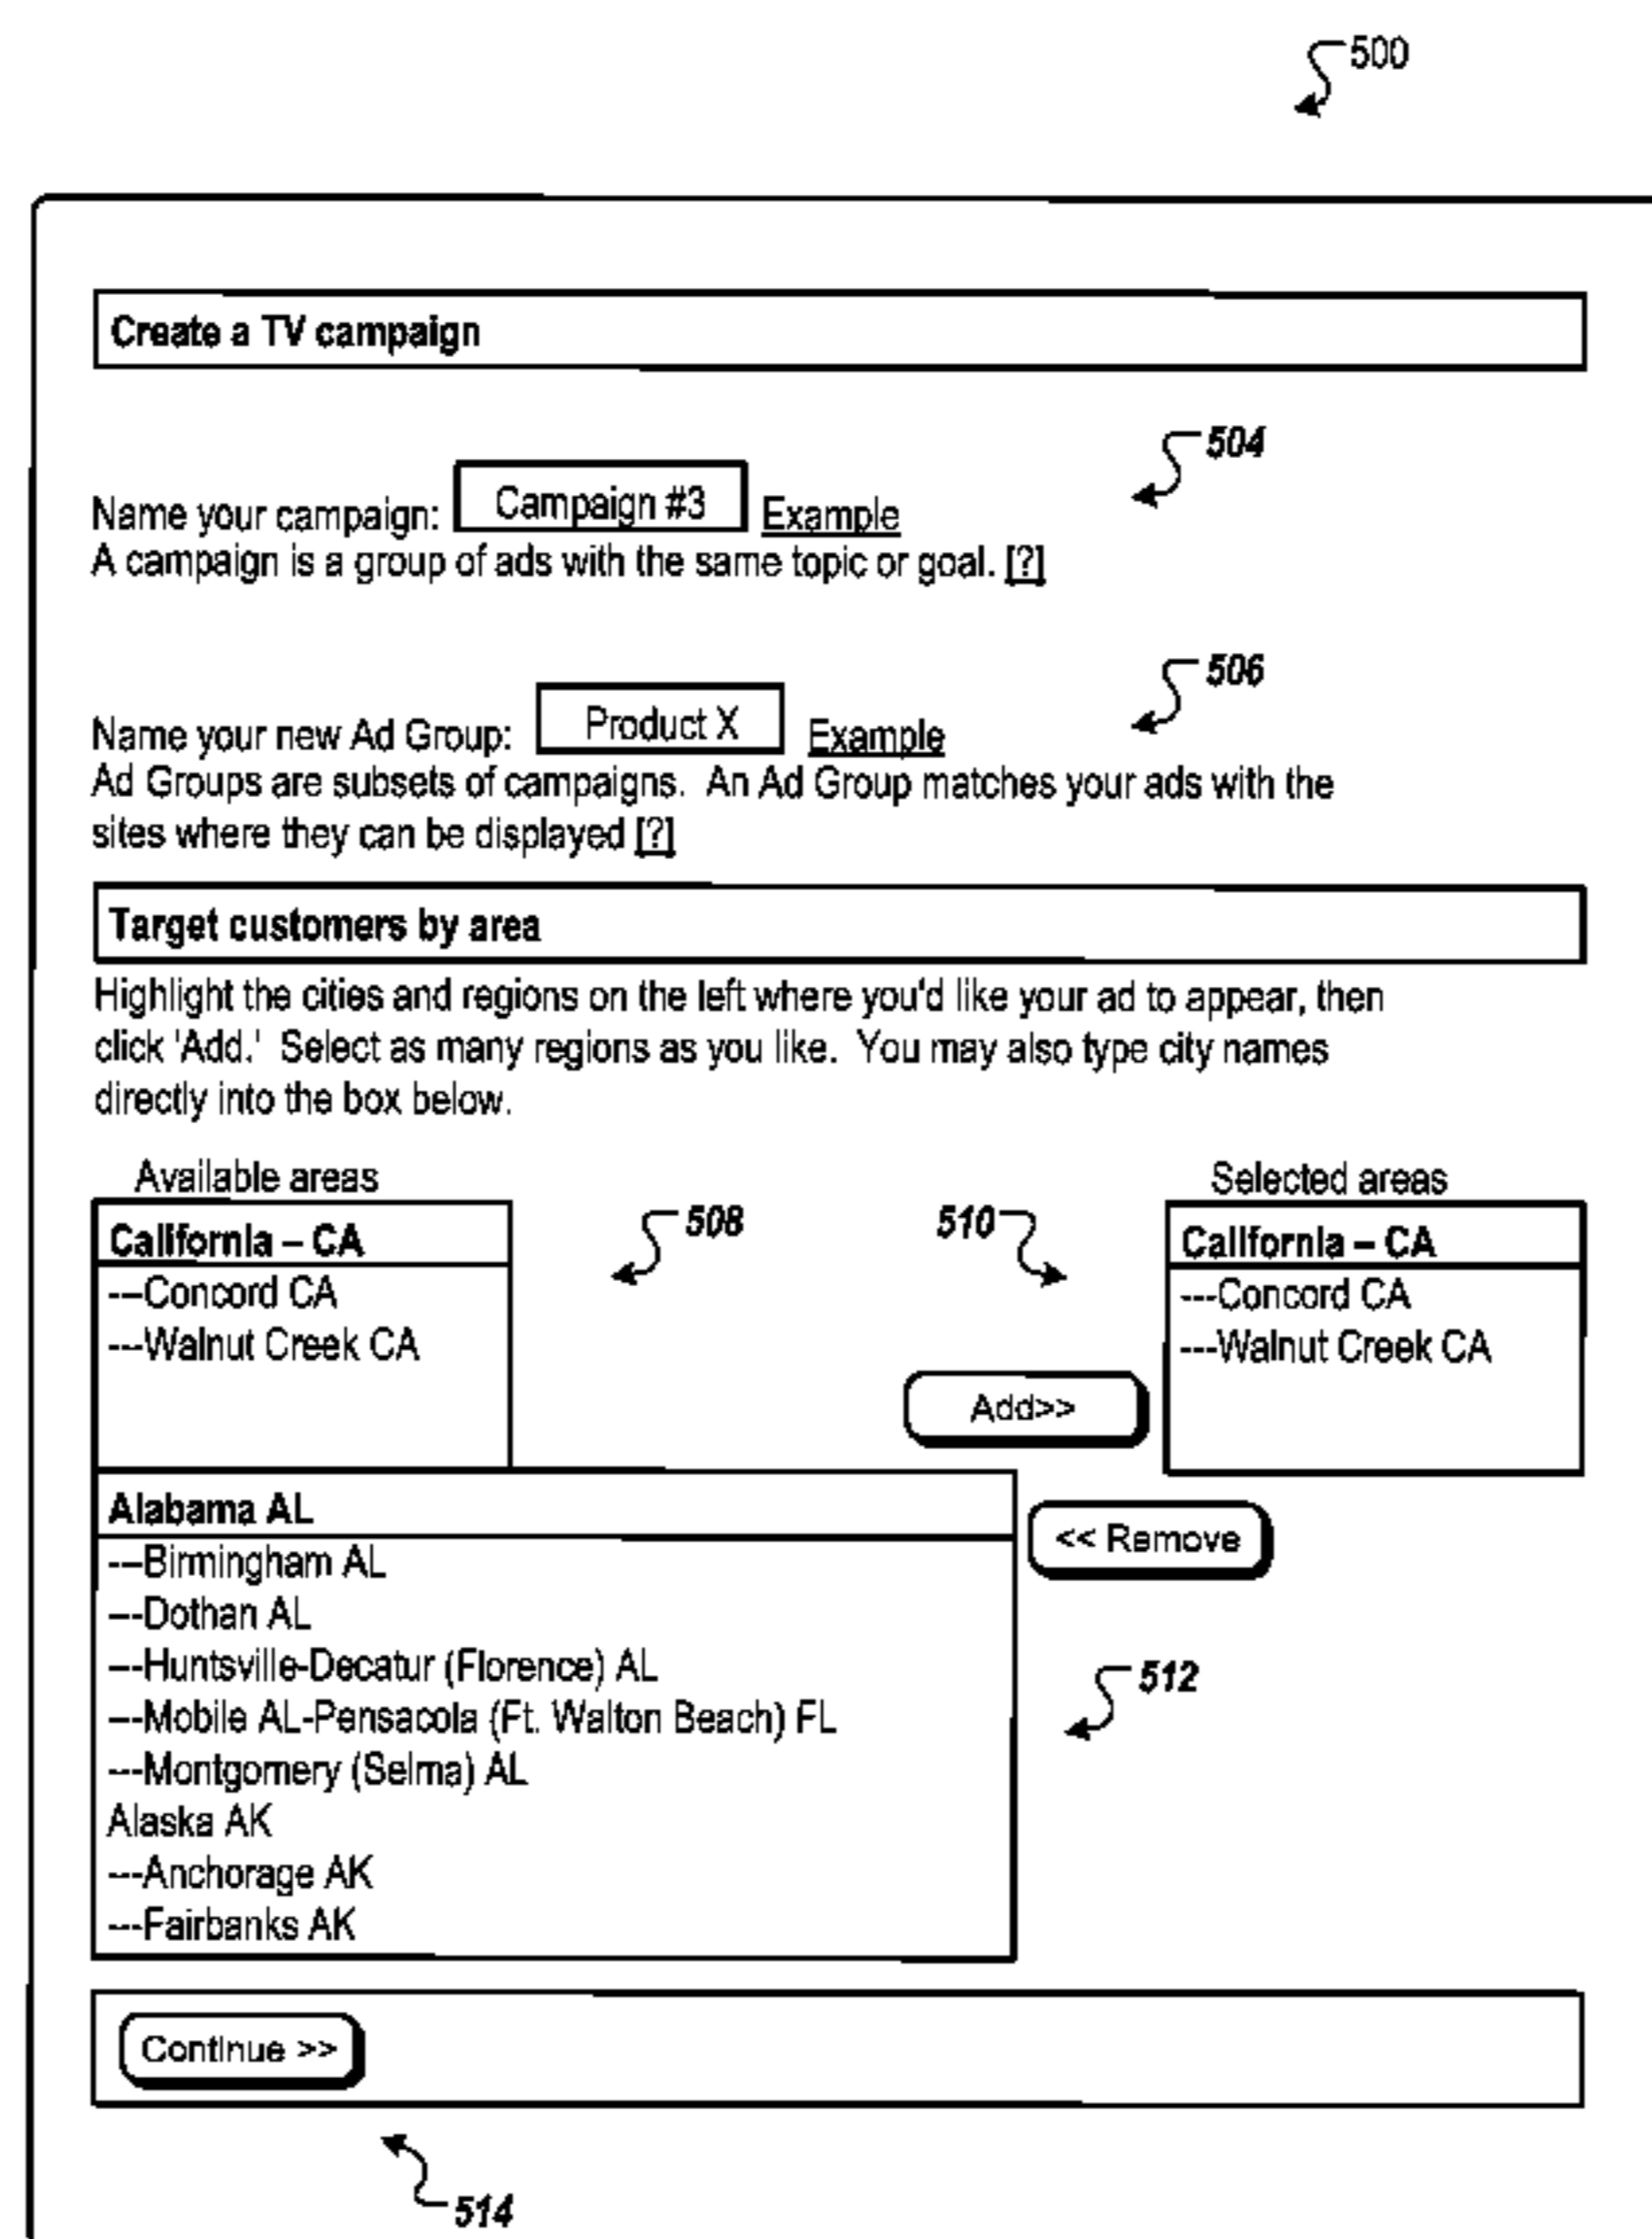 500
Create a TV campaign
504
Name your campaign: Campaign #3 Example
A campaign is a group of ads with the same topic or goal. [?]
506
Name your new Ad Group: Product X Example
Ad Groups are subsets of campaigns. An Ad Group matches your ads with the
sites where they can be displayed [?]
Target customers by area
Highlight the cities and regions on the left where you'd like your ad to appear, then
click 'Add.' Select as many regions as you like. You may also type city names
directly into the box below.
Available areas
California – CA
---Concord CA
---Walnut Creek CA
508
510
Selected areas
California – CA
---Concord CA
---Walnut Creek CA
Add>>
<< Remove
Alabama AL
---Birmingham AL
---Dothan AL
---Huntsville-Decatur (Florence) AL
---Mobile AL-Pensacola (Ft. Walton Beach) FL
---Montgomery (Selma) AL
Alaska AK
---Anchorage AK
---Fairbanks AK
512
Continue >>
514